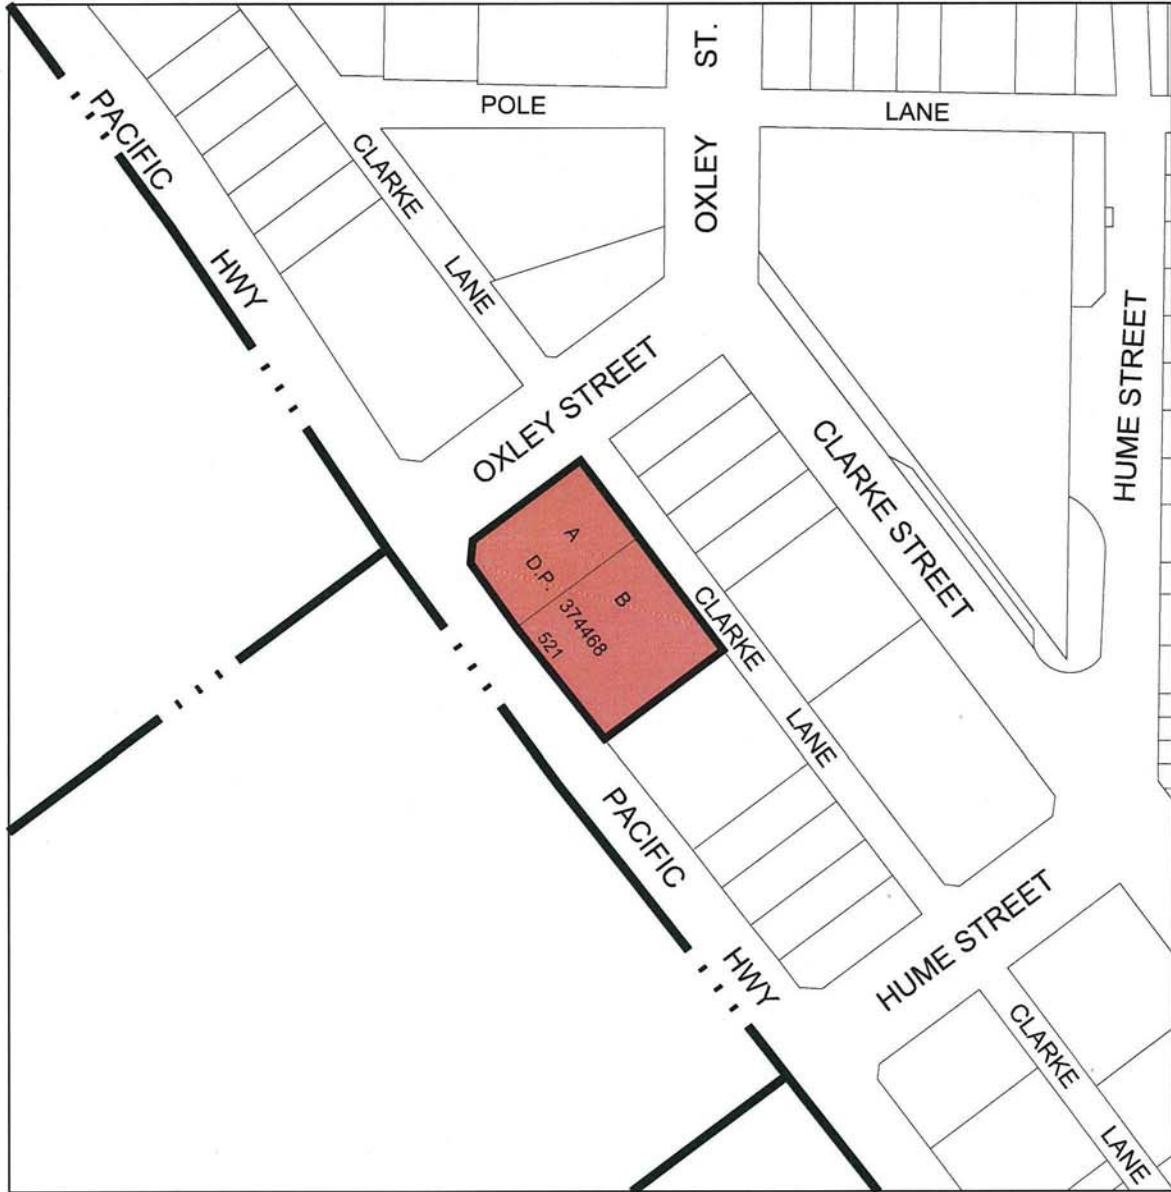 ST.
POLE
LANE
PACIFIC
CLARKE
OXLEY
HWY
LANE
HUME STREET
OXLEY STREET
CLARKE STREET
A
D.P.
B
374468
521
CLARKE
LANE
PACIFIC
HWY
HUME STREET
CLARKE
LANE